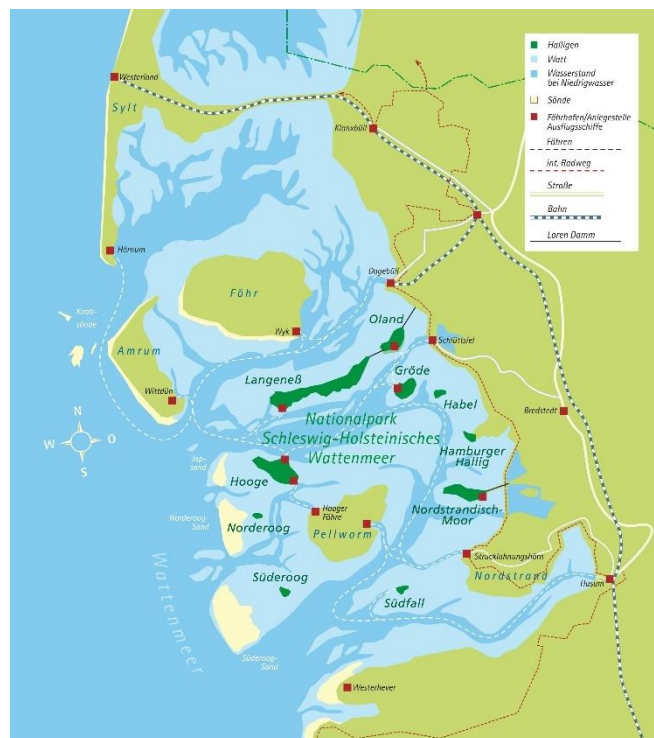 Halligen
Watt
Wasserstand
bei Niedrigwasser
Sände
Fährhafen/Anlegestelle
Ausflugsschiffe
Fähren
int. Radweg
Straße
Bahn
Loren Damm
Westerland
Sylt
Klanxbüll
Hörnum
Dagebüll
Föhr
Oland
Knob-
sände
Wyk
Schlüttsiel
Amrum
Gröde
Langeneß
Wittdün
Habel
Bredstedt
Nationalpark
Schleswig-Holsteinisches
Wattenmeer
N
W O
S
Hamburger
Hallig
Jap-
sand
Hooge
Nordstrandisch-
Moor
Hooger
Fähre
Norderoog-
Sand
Norderoog
Pellworm
Strucklahnungshörn
Nordstrand
Husum
Wattenmeer
Süderoog
Südfall
Süderoog-
Sand
Westerhever